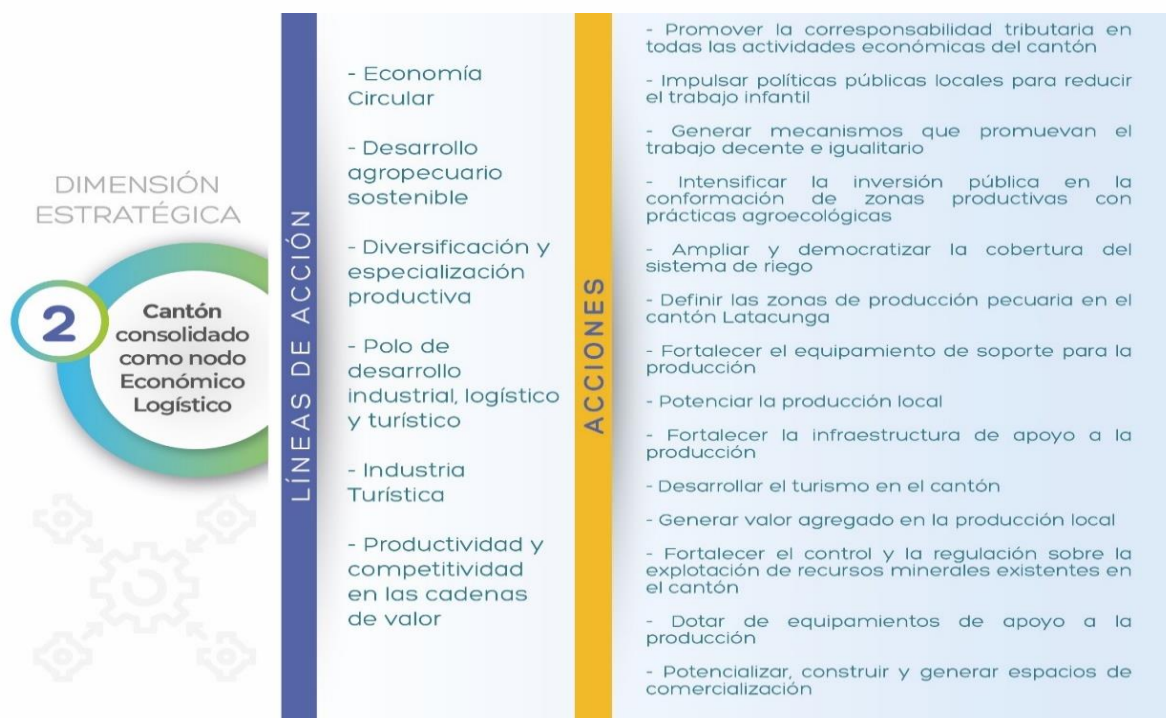 DIMENSIÓN
ESTRATÉGICA
2
Cantón
consolidado
como nodo
Económico
Logístico
LÍNEAS DE ACCIÓN
- Economía
Circular
- Desarrollo
agropecuario
sostenible
- Diversificación y
especialización
productiva
- Polo de
desarrollo
industrial, logístico
y turístico
- Industria
Turística
- Productividad y
competitividad
en las cadenas
de valor
ACCIONES
- Promover la corresponsabilidad tributaria en
todas las actividades económicas del cantón
- Impulsar políticas públicas locales para reducir
el trabajo infantil
- Generar mecanismos que promuevan el
trabajo decente e igualitario
- Intensificar la inversión pública en la
conformación de zonas productivas con
prácticas agroecológicas
- Ampliar y democratizar la cobertura del
sistema de riego
- Definir las zonas de producción pecuaria en el
cantón Latacunga
- Fortalecer el equipamiento de soporte para la
producción
- Potenciar la producción local
- Fortalecer la infraestructura de apoyo a la
producción
- Desarrollar el turismo en el cantón
- Generar valor agregado en la producción local
- Fortalecer el control y la regulación sobre la
explotación de recursos minerales existentes en
el cantón
- Dotar de equipamientos de apoyo a la
producción
- Potencializar, construir y generar espacios de
comercialización